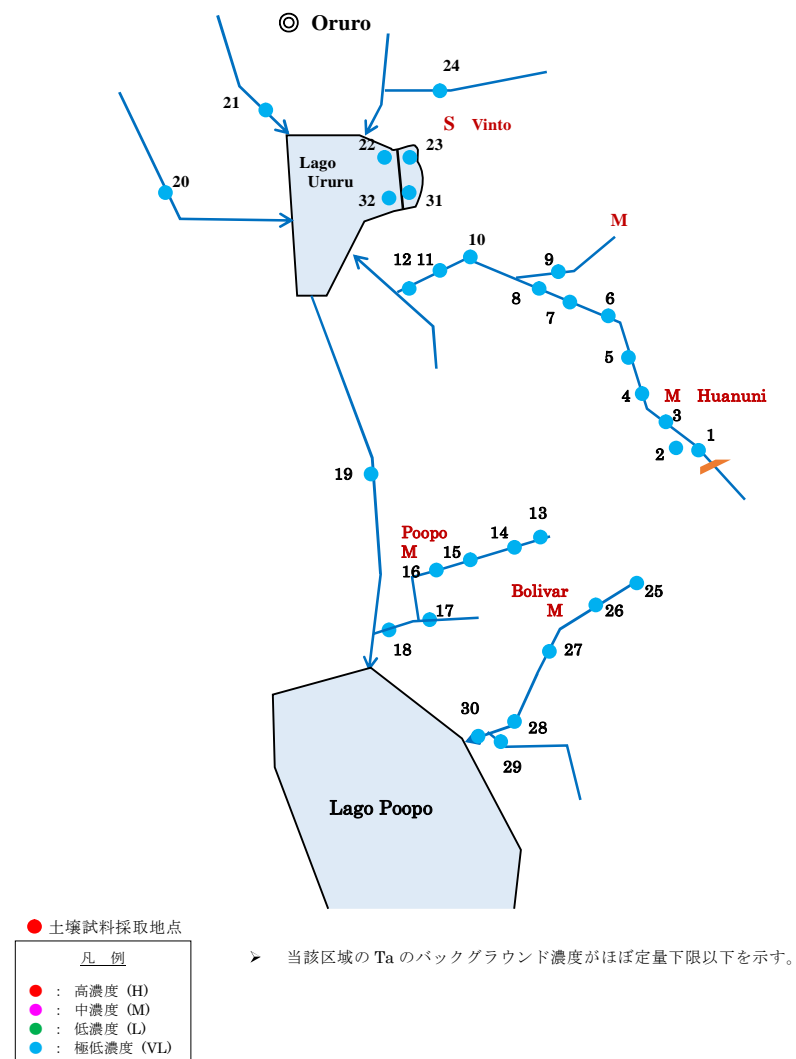 ◎ Oruro
24
21
S Vinto
22
23
Lago
Ururu
20
32
31
M
10
12
11
9
8
7
6
5
4
M Huanuni
3
1
2
19
13
Poopo
M
14
15
16
Bolivar
M
25
26
17
18
27
30
28
29
Lago Poopo
● 土壌試料採取地点
凡 例
● : 高濃度 (H)
● : 中濃度 (M)
● : 低濃度 (L)
● : 極低濃度 (VL)
➢ 当該区域の Ta のバックグラウンド濃度がほぼ定量下限以下を示す。